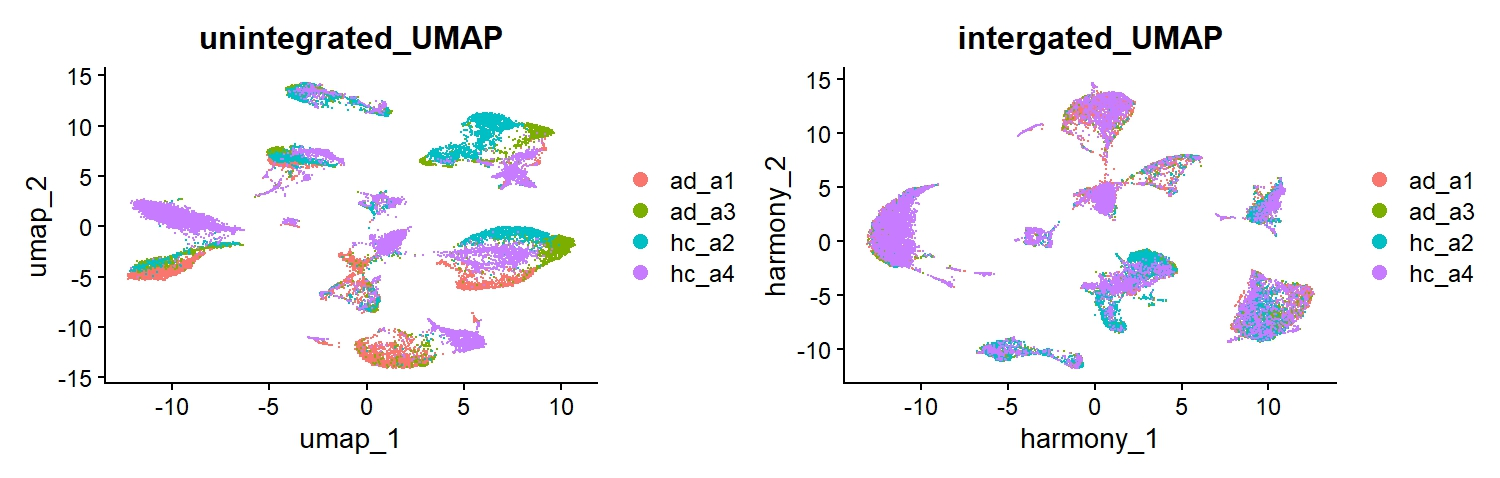 unintegrated_UMAP
umap_2
15
10
5
0
-5
-10
-15
-10
-5
0
5
10
umap_1
ad_a1
ad_a3
hc_a2
hc_a4
intergated_UMAP
harmony_2
15
10
5
0
-5
-10
-10
-5
0
5
10
harmony_1
ad_a1
ad_a3
hc_a2
hc_a4